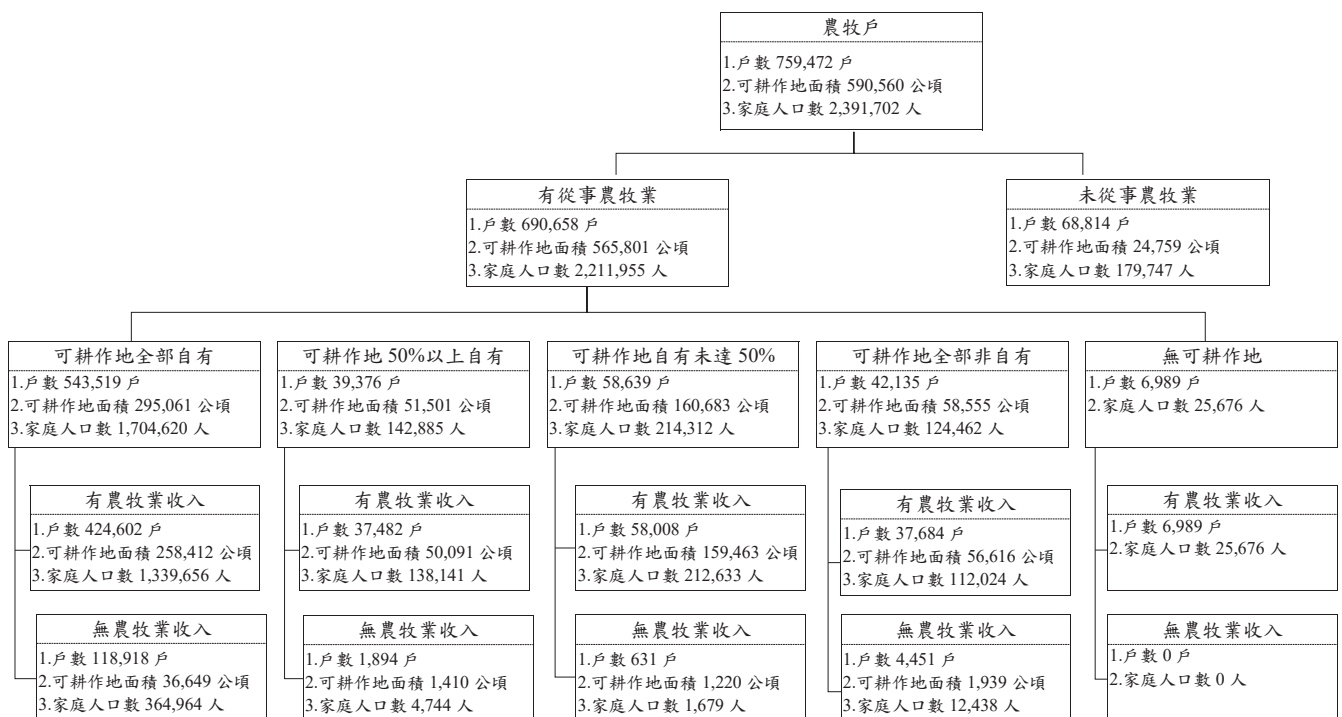 農牧戶
1.戶數 759,472 戶
2.可耕作地面積 590,560 公頃
3.家庭人口數 2,391,702 人
有從事農牧業
1.戶數 690,658 戶
2.可耕作地面積 565,801 公頃
3.家庭人口數 2,211,955 人
未從事農牧業
1.戶數 68,814 戶
2.可耕作地面積 24,759 公頃
3.家庭人口數 179,747 人
可耕作地全部自有
1.戶數 543,519 戶
2.可耕作地面積 295,061 公頃
3.家庭人口數 1,704,620 人
可耕作地 50%以上自有
1.戶數 39,376 戶
2.可耕作地面積 51,501 公頃
3.家庭人口數 142,885 人
可耕作地自有未達 50%
1.戶數 58,639 戶
2.可耕作地面積 160,683公頃
3.家庭人口數 214,312 人
可耕作地全部非自有
1.戶數 42,135 戶
2.可耕作地面積 58,555公頃
3.家庭人口數 124,462 人
無可耕作地
1.戶數 6,989 戶
2.家庭人口數 25,676 人
有農牧業收入
1.戶數 424,602 戶
2.可耕作地面積 258,412 公頃
3.家庭人口數 1,339,656 人
有農牧業收入
1.戶數 37,482 戶
2.可耕作地面積 50,091公頃
3.家庭人口數 138,141 人
有農牧業收入
1.戶數 58,008 戶
2.可耕作地面積 159,463公頃
3.家庭人口數 212,633 人
有農牧業收入
1.戶數 37,684 戶
2.可耕作地面積 56,616 公頃
3.家庭人口數 112,024 人
有農牧業收入
1.戶數 6,989 戶
2.家庭人口數 25,676 人
無農牧業收入
1.戶數 118,918 戶
2.可耕作地面積 36,649公頃
3.家庭人口數 364,964 人
無農牧業收入
1.戶數 1,894 戶
2.可耕作地面積 1,410 公頃
3.家庭人口數 4,744 人
無農牧業收入
1.戶數 631 戶
2.可耕作地面積 1,220 公頃
3.家庭人口數 1,679 人
無農牧業收入
1.戶數 4,451 戶
2.可耕作地面積 1,939公頃
3.家庭人口數 12,438 人
無農牧業收入
1.戶數 0 戶
2.家庭人口數 0 人